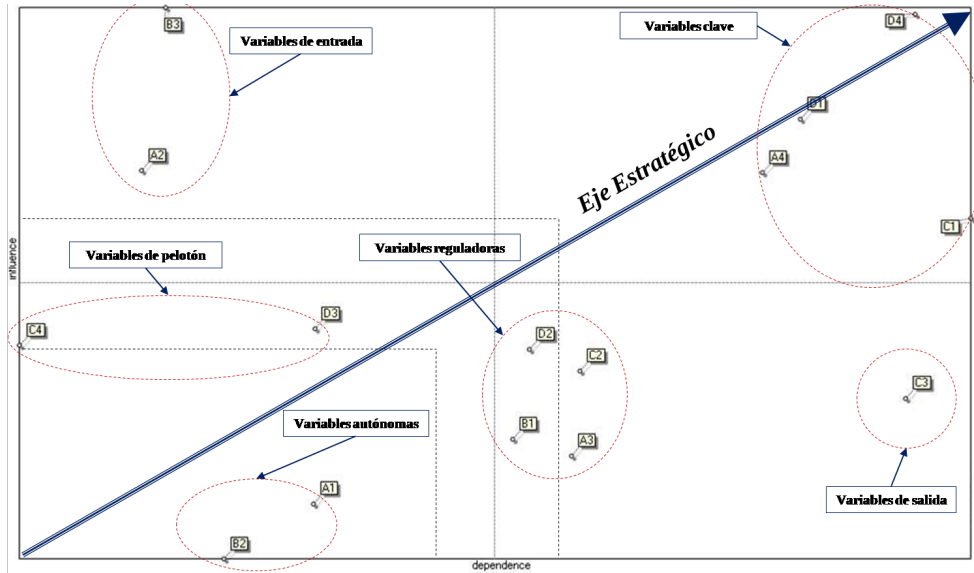 B3
D4
Variables de entrada
Variables clave
D1
A2
A4
Eje Estratégico
C1
Variables de pelotón
Variables reguladoras
influence
C4
D3
D2
C2
C3
Variables autónomas
B1
A3
A1
Variables de salida
B2
dependence